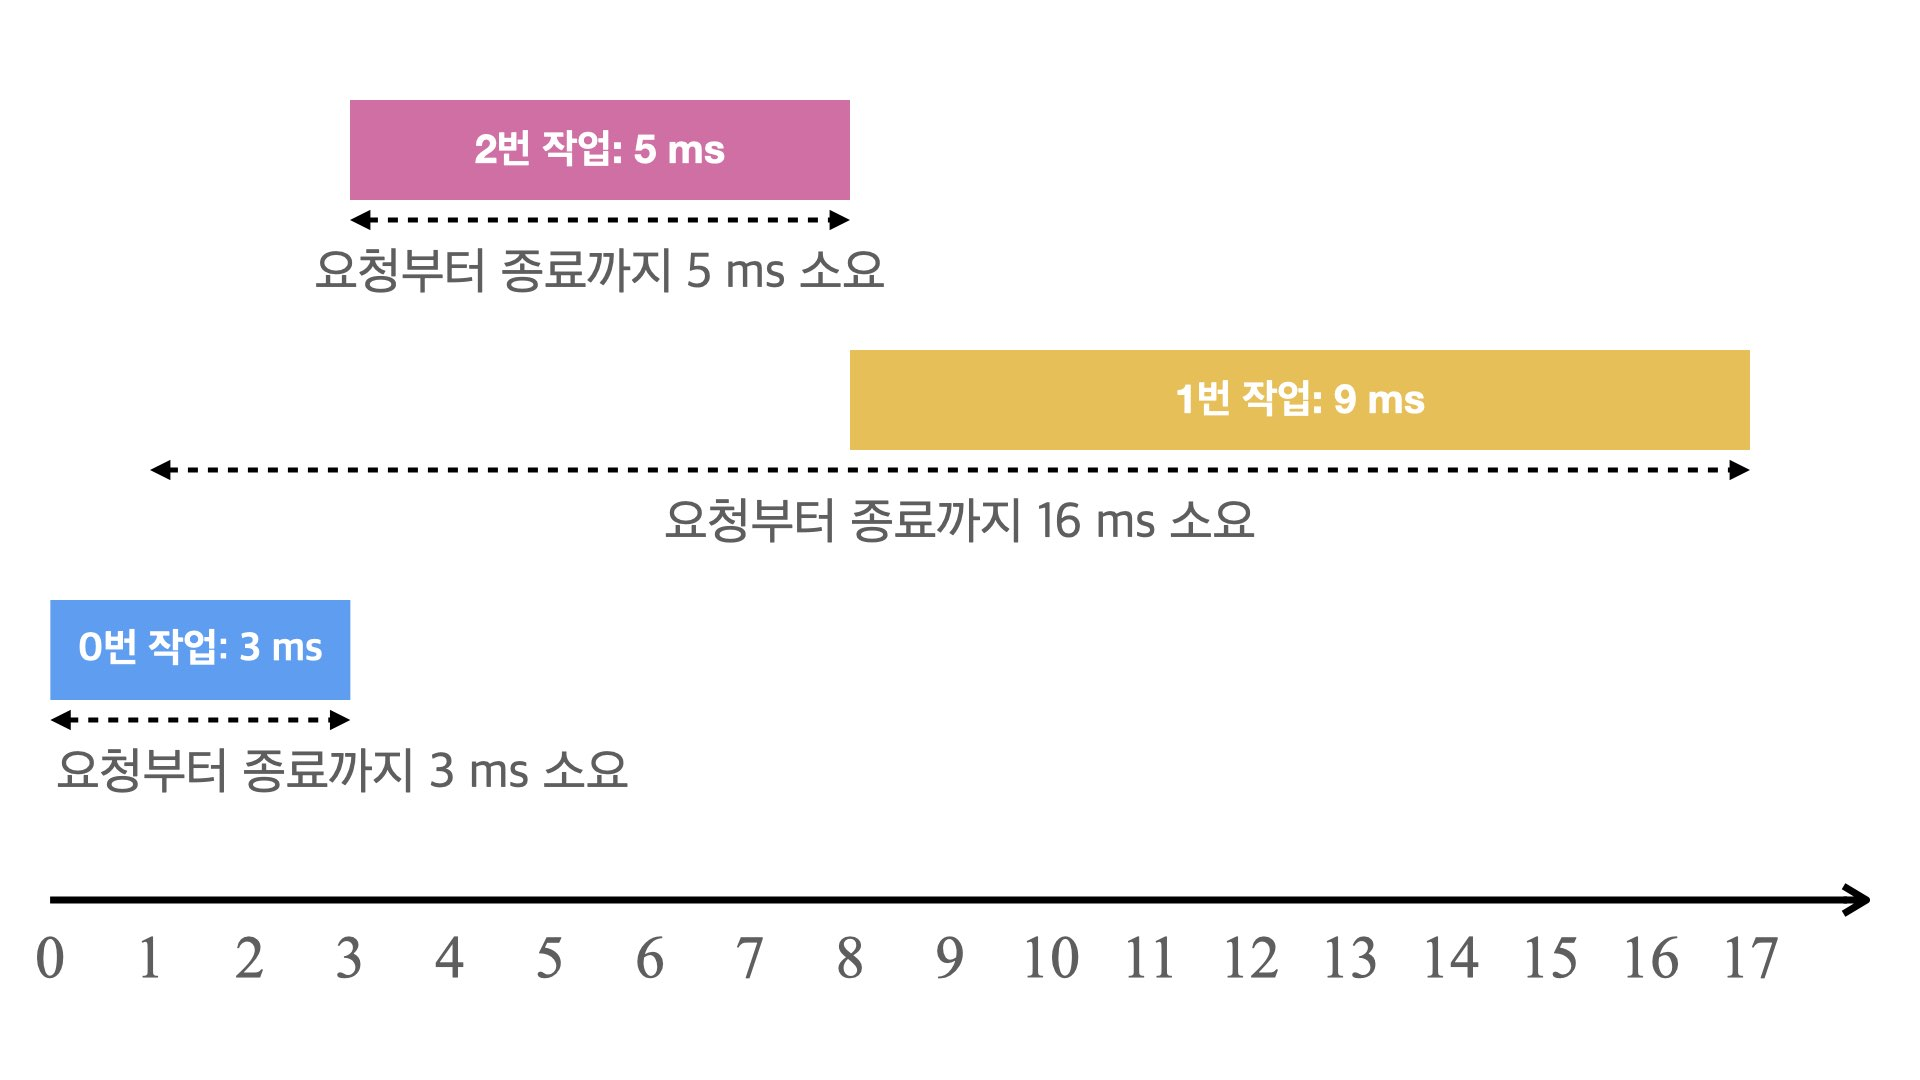 2번 작업: 5 ms
요청부터 종료까지 5 ms 소요
1번 작업: 9 ms
요청부터 종료까지 16 ms 소요
0번 작업: 3 ms
요청부터 종료까지 3 ms 소요
0 1 2 3 4 5 6 7 8 9 10 11 12 13 14 15 16 17